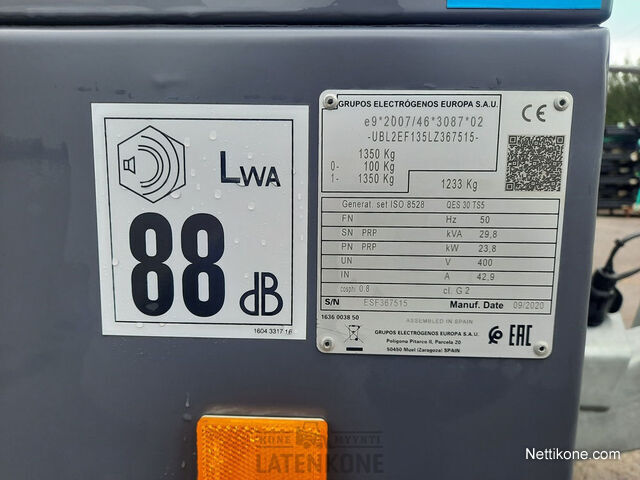 LWA
88 dB
1604 3317 16
GRUPOS ELECTRÓGENOS EUROPA S.A.U.
e9*2007/46*3087*02
-UBL2EF135LZ367515-
1350 Kg
0- 100 Kg
1- 1350 Kg 1233 Kg
Generat. set ISO 8528 QES 30 TS5
FN Hz 50
SN PRP kVA 29,8
PN PRP kW 23,8
UN V 400
IN A 42,9
cosphi 0.8 cl. G 2
S/N ESF367515 Manuf. Date 09/2020
1636 0038 50 ASSEMBLED IN SPAIN
GRUPOS ELECTRÓGENOS EUROPA S.A.U.
Polígono Pitarco II, Parcela 20
50450 Muel (Zaragoza) SPAIN
CE
EAC
KONE MYYNTI
LATENKONE
Nettikone.com